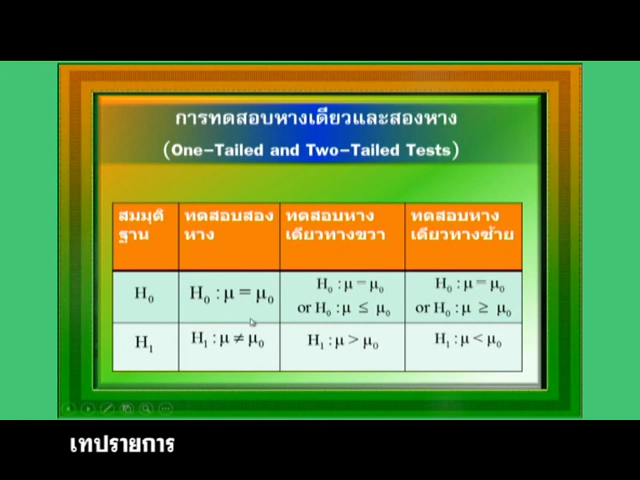 การทดสอบหางเดียวและสองหาง
(One-Tailed and Two-Tailed Tests)
สมมุติ
ฐาน
ทดสอบสอง
หาง
ทดสอบหาง
เดียวทางขวา
ทดสอบหาง
เดียวทางซ้าย
H₀
H₀ : μ = μ₀
H₀ : μ = μ₀
or H₀ : μ ≤ μ₀
H₀ : μ = μ₀
or H₀ : μ ≥ μ₀
H₁
H₁ : μ ≠ μ₀
H₁ : μ > μ₀
H₁ : μ < μ₀
เทปรายการ